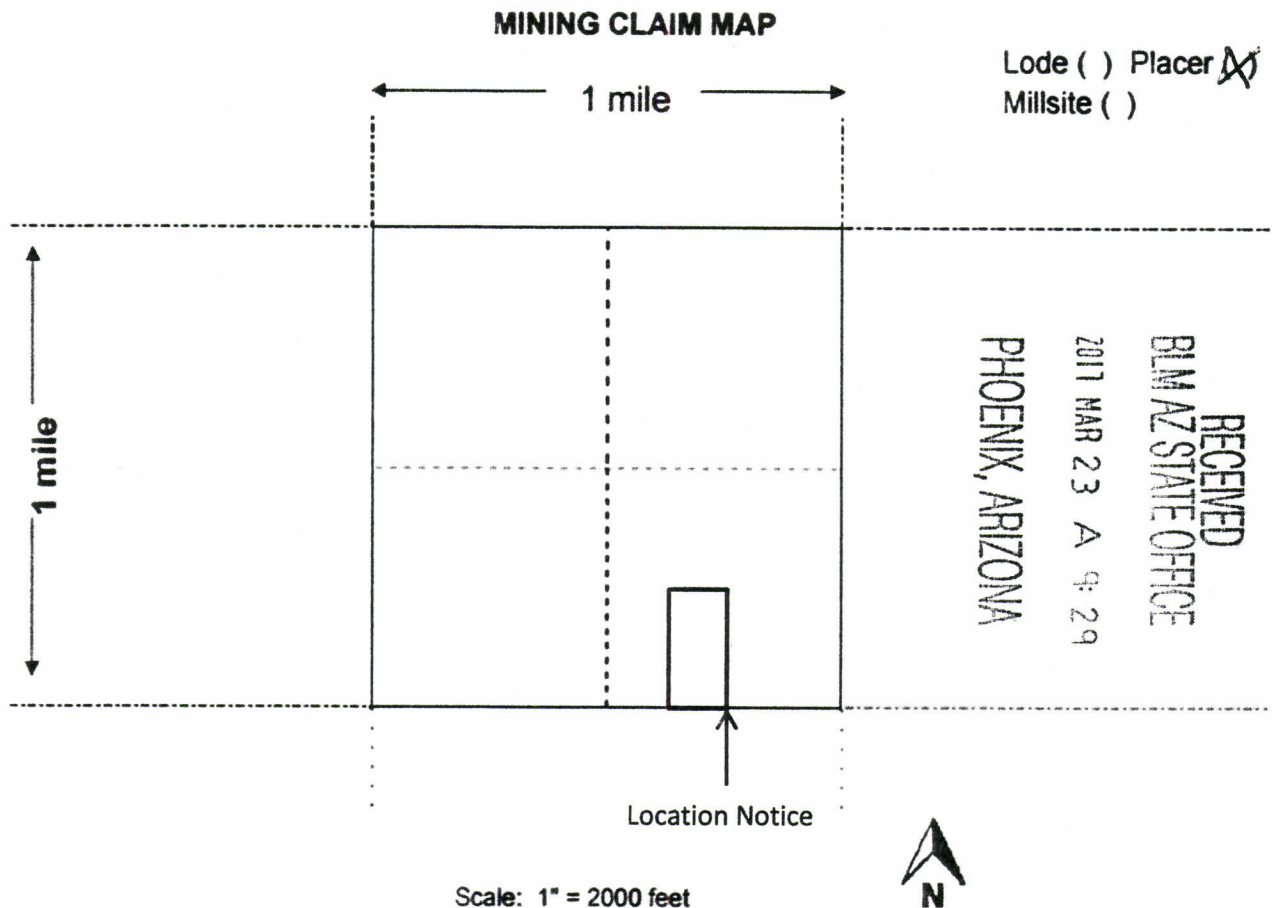 MINING CLAIM MAP
Lode ( ) Placer (X)
Millsite ( )
1 mile
1 mile
RECEIVED
BLM AZ STATE OFFICE
2017 MAR 23 A 9:29
PHOENIX, ARIZONA
Location Notice
Scale: 1" = 2000 feet
N